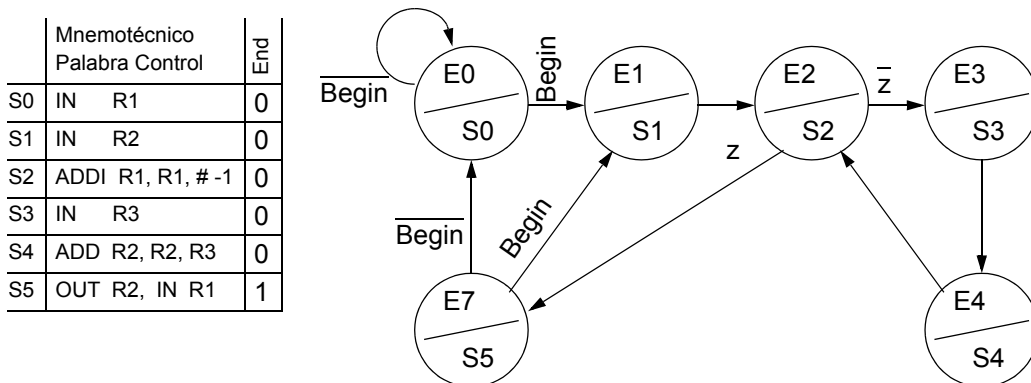 Mnemotécnico
Palabra Control
End
S0 IN R1 0
S1 IN R2 0
S2 ADDI R1, R1, # -1 0
S3 IN R3 0
S4 ADD R2, R2, R3 0
S5 OUT R2, IN R1 1
Begin
E0
S0
Begin
E1
S1
E2
S2
z
E3
S3
z
Begin
Begin
E7
S5
E4
S4